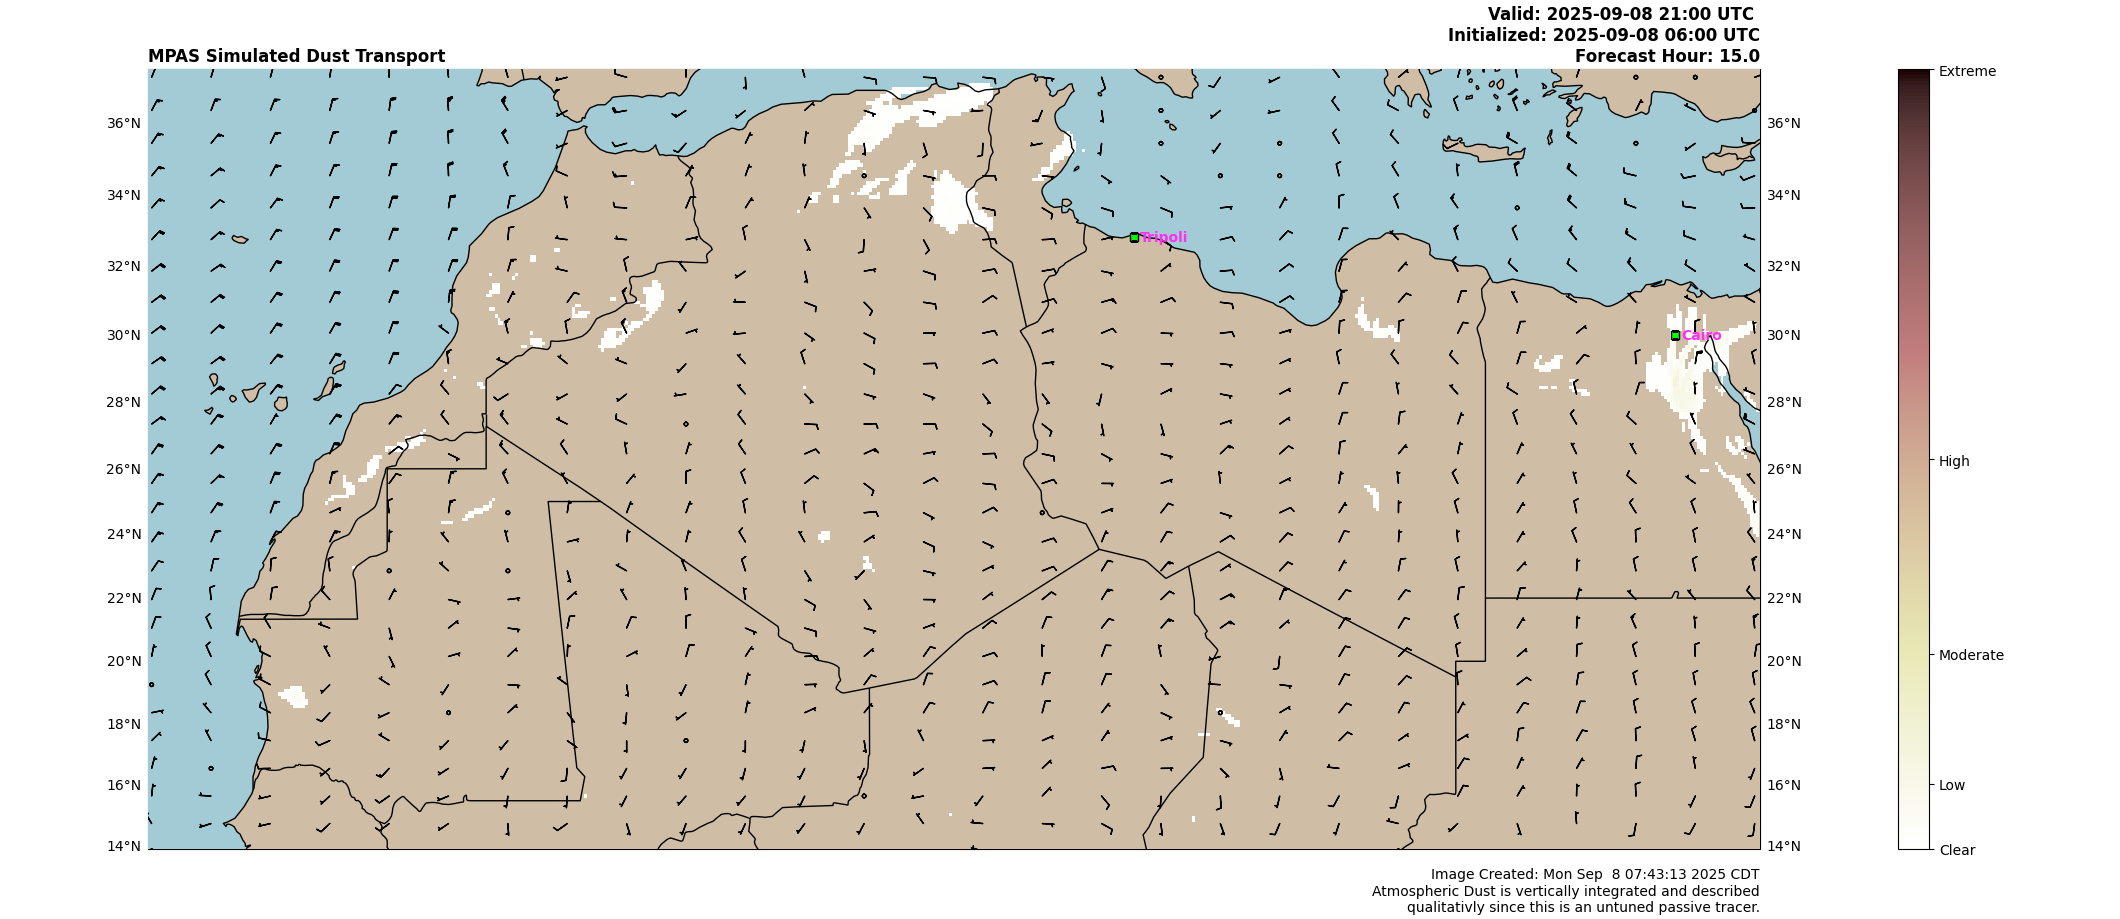 Valid: 2025-09-08 21:00 UTC
Initialized: 2025-09-08 06:00 UTC
MPAS Simulated Dust Transport
Forecast Hour: 15.0
Extreme
36°N
36°N
34°N
34°N
Tripoli
32°N
32°N
30°N
Cairo
30°N
28°N
28°N
26°N
26°N
High
24°N
24°N
22°N
22°N
20°N
20°N
Moderate
18°N
18°N
16°N
16°N
Low
14°N
14°N
Clear
Image Created: Mon Sep  8 07:43:13 2025 CDT
Atmospheric Dust is vertically integrated and described
qualitativly since this is an untuned passive tracer.